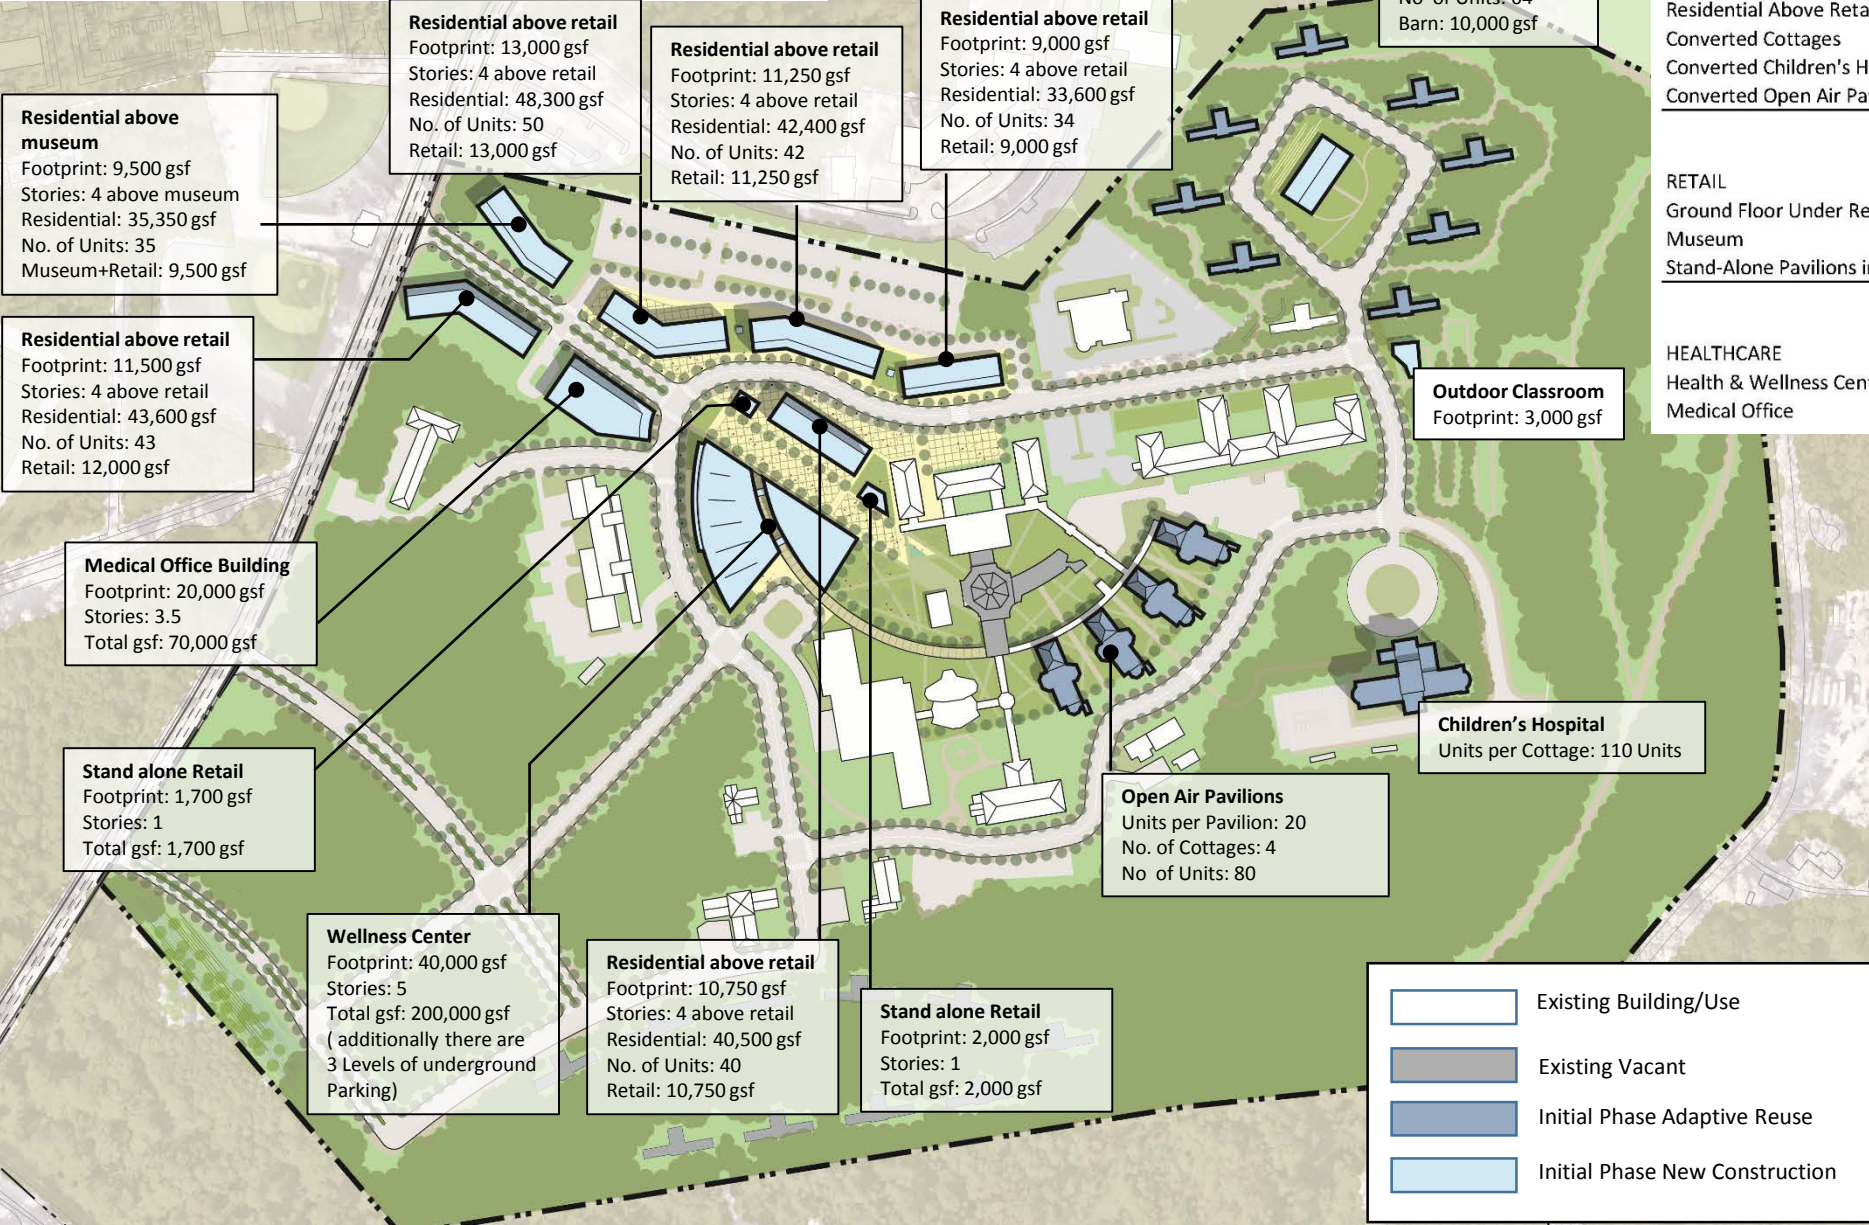 Residential above retail
Footprint: 13,000 gsf
Stories: 4 above retail
Residential: 48,300 gsf
No. of Units: 50
Retail: 13,000 gsf
Residential above retail
Footprint: 11,250 gsf
Stories: 4 above retail
Residential: 42,400 gsf
No. of Units: 42
Retail: 11,250 gsf
Residential above retail
Footprint: 9,000 gsf
Stories: 4 above retail
Residential: 33,600 gsf
No. of Units: 34
Retail: 9,000 gsf
No of Units: 64
Barn: 10,000 gsf
Residential Above
Converted Cottages
Converted Children's
Converted Open Air
RETAIL
Ground Floor Under
Museum
Stand-Alone Pavilions
HEALTHCARE
Health & Wellness
Medical Office
Residential above
museum
Footprint: 9,500 gsf
Stories: 4 above museum
Residential: 35,350 gsf
No. of Units: 35
Museum+Retail: 9,500 gsf
Residential above retail
Footprint: 11,500 gsf
Stories: 4 above retail
Residential: 43,600 gsf
No. of Units: 43
Retail: 12,000 gsf
Outdoor Classroom
Footprint: 3,000 gsf
Medical Office Building
Footprint: 20,000 gsf
Stories: 3.5
Total gsf: 70,000 gsf
Children's Hospital
Units per Cottage: 110 Units
Stand alone Retail
Footprint: 1,700 gsf
Stories: 1
Total gsf: 1,700 gsf
Open Air Pavilions
Units per Pavilion: 20
No. of Cottages: 4
No of Units: 80
Wellness Center
Footprint: 40,000 gsf
Stories: 5
Total gsf: 200,000 gsf
( additionally there are
3 Levels of underground
Parking)
Residential above retail
Footprint: 10,750 gsf
Stories: 4 above retail
Residential: 40,500 gsf
No. of Units: 40
Retail: 10,750 gsf
Stand alone Retail
Footprint: 2,000 gsf
Stories: 1
Total gsf: 2,000 gsf
Existing Building/Use
Existing Vacant
Initial Phase Adaptive Reuse
Initial Phase New Construction